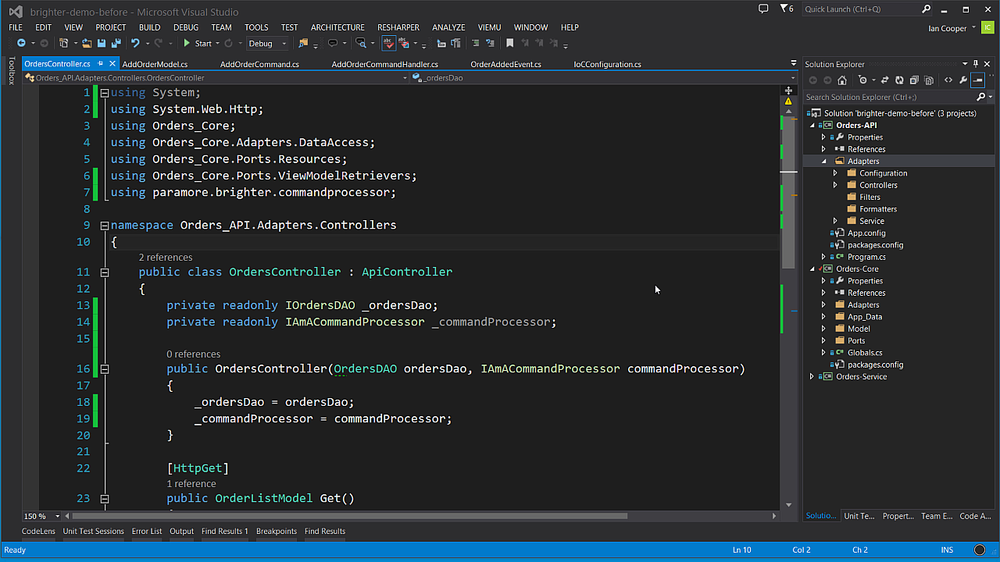 brighter-demo-before - Microsoft Visual Studio
6
Quick Launch (Ctrl+Q)
FILE EDIT VIEW PROJECT BUILD DEBUG TEAM TOOLS TEST ARCHITECTURE RESHARPER ANALYZE VIEMU WINDOW HELP
Ian Cooper
IC
Start
Debug
Toolbox
OrdersController.cs
AddOrderModel.cs
AddOrderCommand.cs
AddOrderCommandHandler.cs
OrderAddedEvent.cs
IoCConfiguration.cs
Orders_API.Adapters.Controllers.OrdersController
_ordersDao
1 using System;
2 using System.Web.Http;
3 using Orders_Core;
4 using Orders_Core.Adapters.DataAccess;
5 using Orders_Core.Ports.Resources;
6 using Orders_Core.Ports.ViewModelRetrievers;
7 using paramore.brighter.commandprocessor;
8
9 namespace Orders_API.Adapters.Controllers
10 {
2 references
11 public class OrdersController : ApiController
12 {
13 private readonly IOrdersDAO _ordersDao;
14 private readonly IAmACommandProcessor _commandProcessor;
15
0 references
16 public OrdersController(OrdersDAO ordersDao, IAmACommandProcessor commandProcessor)
17 {
18 _ordersDao = ordersDao;
19 _commandProcessor = commandProcessor;
20 }
21
22 [HttpGet]
1 reference
23 public OrderListModel Get()
150 %
Solution Explorer
Search Solution Explorer (Ctrl+;)
Solution 'brighter-demo-before' (3 projects)
Orders-API
Properties
References
Adapters
Configuration
Controllers
Filters
Formatters
Service
App.config
packages.config
Program.cs
Orders-Core
Properties
References
Adapters
App_Data
Model
Ports
Globals.cs
packages.config
Orders-Service
Solutio... Unit Te... Propert... Team E... Code A...
CodeLens Unit Test Sessions Error List Output Find Results 1 Breakpoints Find Results
Ready Ln 10 Col 2 Ch 2 INS